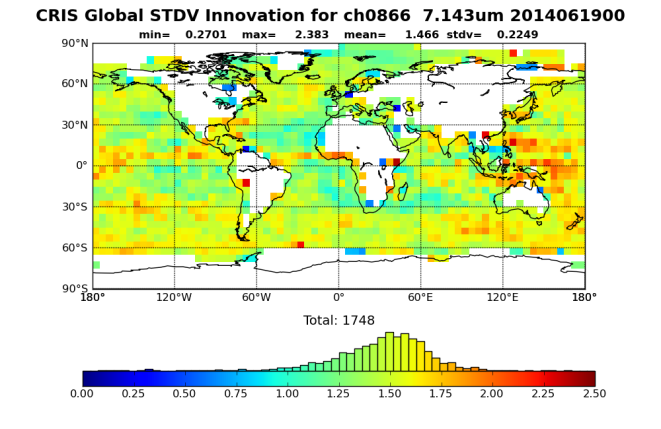 CRIS Global STDV Innovation for ch0866 7.143um 2014061900
min= 0.2701 max= 2.383 mean= 1.466 stdv= 0.2249
90°N
60°N
30°N
0°
30°S
60°S
90°S
180° 120°W 60°W 0° 60°E 120°E 180°
Total: 1748
0.00 0.25 0.50 0.75 1.00 1.25 1.50 1.75 2.00 2.25 2.50